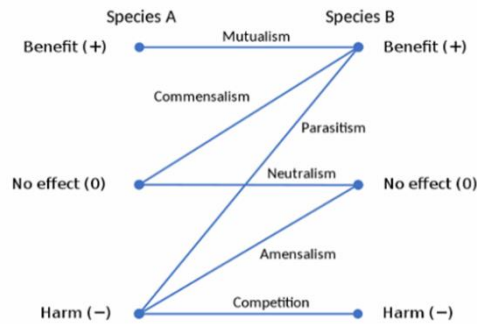 Species A Species B
Benefit (+) Mutualism Benefit (+)
Commensalism
Parasitism
No effect (0) Neutralism No effect (0)
Amensalism
Harm (−) Competition Harm (−)